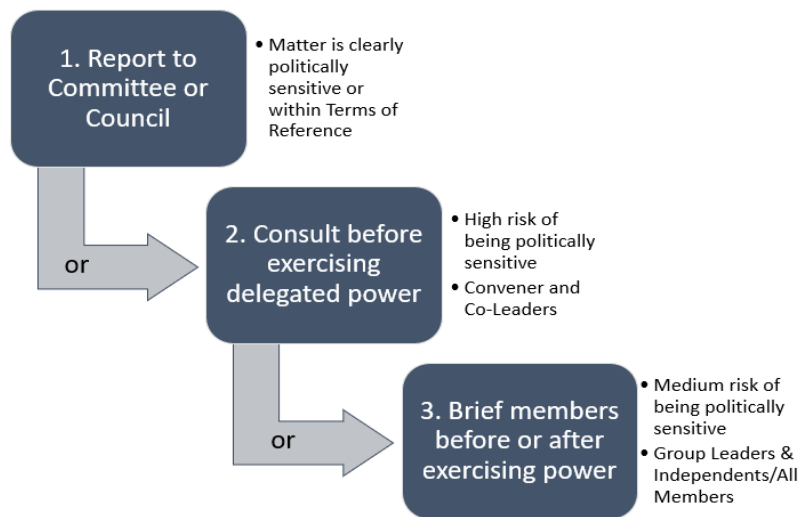 1. Report to
Committee or
Council
• Matter is clearly
politically
sensitive or
within Terms of
Reference
or
2. Consult before
exercising
delegated power
• High risk of
being politically
sensitive
• Convener and
Co-Leaders
or
3. Brief members
before or after
exercising power
• Medium risk of
being politically
sensitive
• Group Leaders &
Independents/All
Members